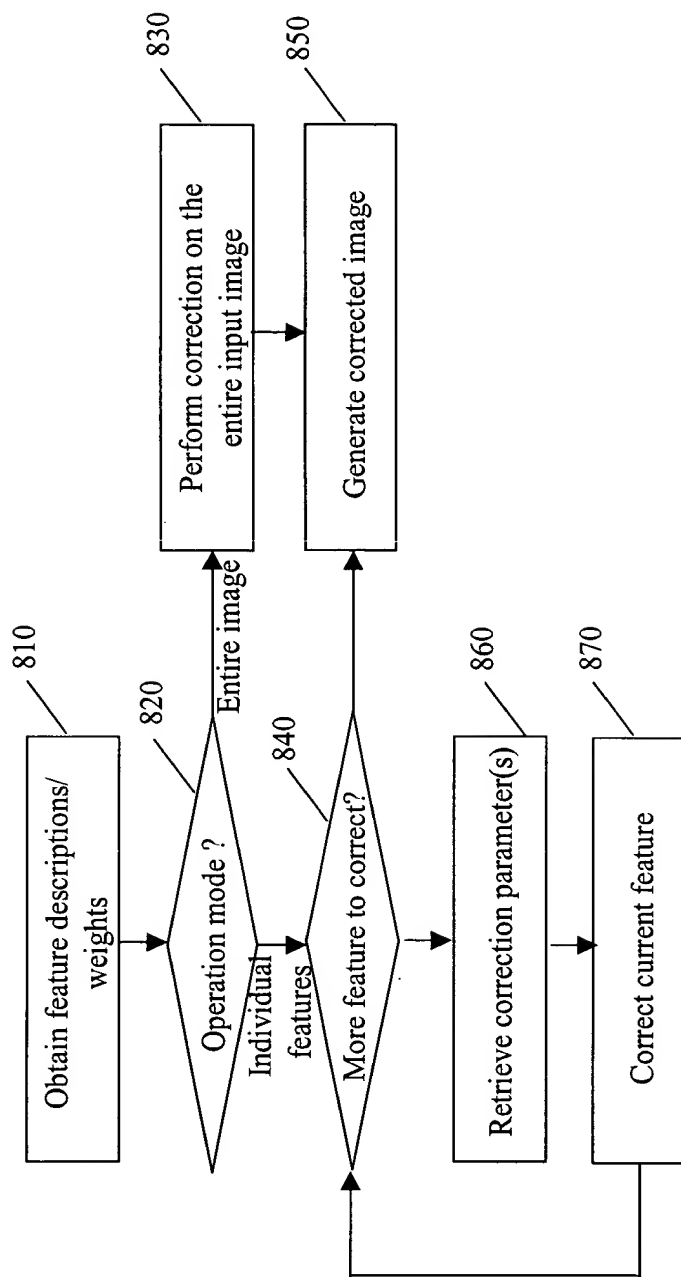 810
Obtain feature descriptions/
weights
820
Operation mode ?
Entire image
830
Perform correction on the
entire input image
Individual
features
840
More feature to correct?
850
Generate corrected image
860
Retrieve correction parameter(s)
870
Correct current feature